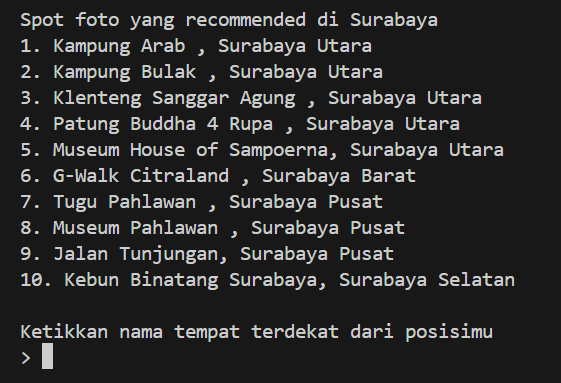 Spot foto yang recommended di Surabaya
1. Kampung Arab , Surabaya Utara
2. Kampung Bulak , Surabaya Utara
3. Klenteng Sanggar Agung , Surabaya Utara
4. Patung Buddha 4 Rupa , Surabaya Utara
5. Museum House of Sampoerna, Surabaya Utara
6. G-Walk Citraland , Surabaya Barat
7. Tugu Pahlawan , Surabaya Pusat
8. Museum Pahlawan , Surabaya Pusat
9. Jalan Tunjungan, Surabaya Pusat
10. Kebun Binatang Surabaya, Surabaya Selatan
Ketikkan nama tempat terdekat dari posisimu
>